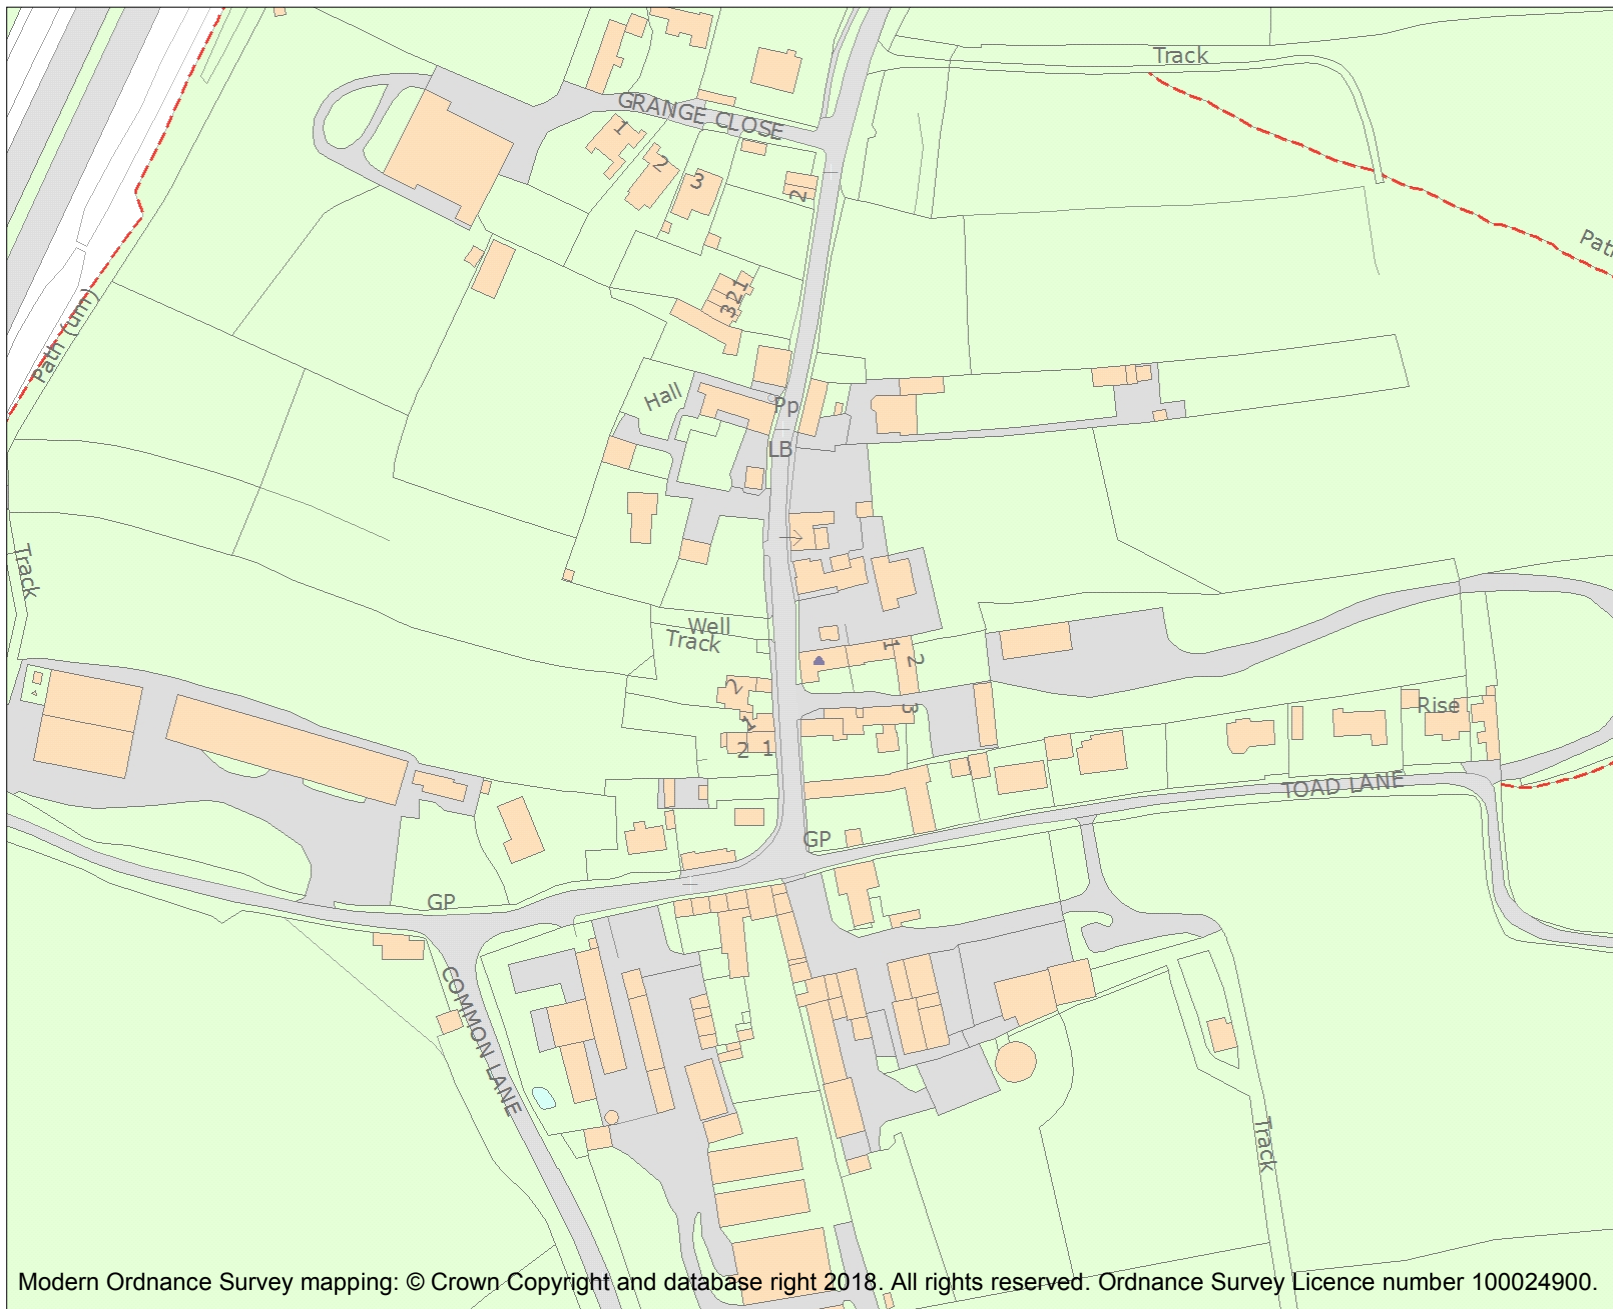 Track
GRANGE CLOSE
1
2
3
2
Path
1
2
3
Path (um)
Hall
Pp
LB
Track
Well
Track
1
2
2
3
1
2 1
Rise
TOAD LANE
GP
GP
COMMON LANE
Track
Modern Ordnance Survey mapping: © Crown Copyright and database right 2018. All rights reserved. Ordnance Survey Licence number 100024900.